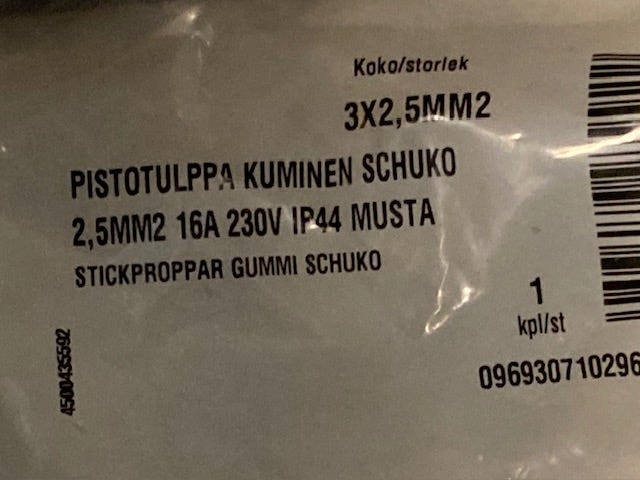 Koko/storlek
3X2,5MM2
PISTOTULPPA KUMINEN SCHUKO
2,5MM2 16A 230V IP44 MUSTA
STICKPROPPAR GUMMI SCHUKO
1
kpl/st
096930710296
4500435592